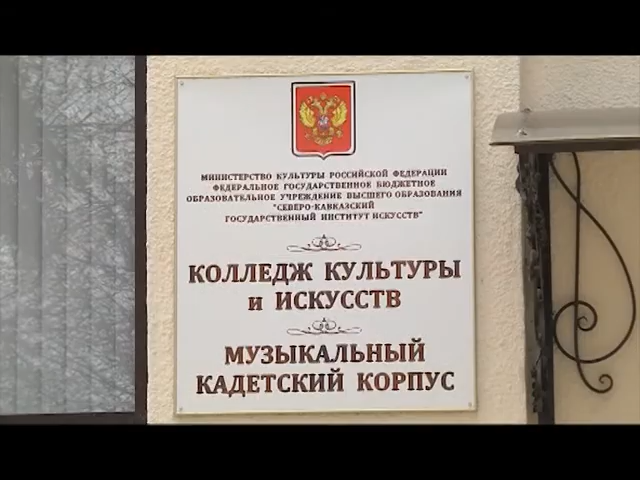 МИНИСТЕРСТВО КУЛЬТУРЫ РОССИЙСКОЙ ФЕДЕРАЦИИ
ФЕДЕРАЛЬНОЕ ГОСУДАРСТВЕННОЕ БЮДЖЕТНОЕ
ОБРАЗОВАТЕЛЬНОЕ УЧРЕЖДЕНИЕ ВЫСШЕГО ОБРАЗОВАНИЯ
"СЕВЕРО-КАВКАЗСКИЙ
ГОСУДАРСТВЕННЫЙ ИНСТИТУТ ИСКУССТВ"
КОЛЛЕДЖ КУЛЬТУРЫ
и ИСКУССТВ
МУЗЫКАЛЬНЫЙ
КАДЕТСКИЙ КОРПУС